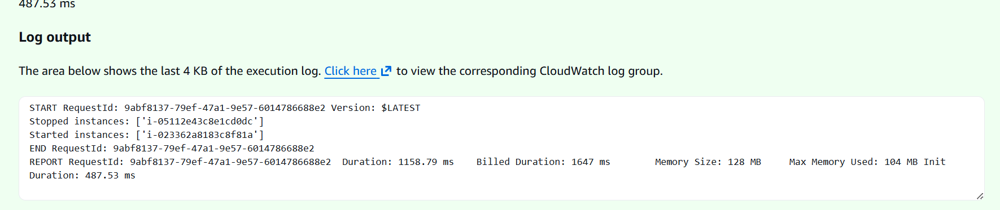 487.53 ms
Log output
The area below shows the last 4 KB of the execution log. Click here to view the corresponding CloudWatch log group.
START RequestId: 9abf8137-79ef-47a1-9e57-6014786688e2 Version: $LATEST
Stopped instances: ['i-05112e43c8e1cd0dc']
Started instances: ['i-023362a8183c8f81a']
END RequestId: 9abf8137-79ef-47a1-9e57-6014786688e2
REPORT RequestId: 9abf8137-79ef-47a1-9e57-6014786688e2 Duration: 1158.79 ms Billed Duration: 1647 ms Memory Size: 128 MB Max Memory Used: 104 MB Init
Duration: 487.53 ms